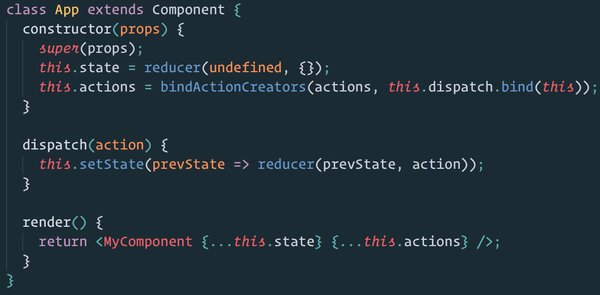 class App extends Component {
constructor(props) {
super(props);
this.state = reducer(undefined, {});
this.actions = bindActionCreators(actions, this.dispatch.bind(this));
}
dispatch(action) {
this.setState(prevState => reducer(prevState, action));
}
render() {
return <MyComponent {...this.state} {...this.actions} />;
}
}